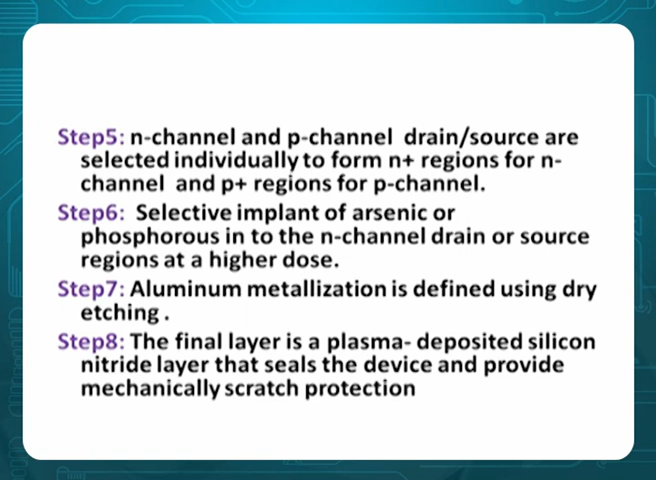 Step5: n-channel and p-channel drain/source are
selected individually to form n+ regions for n-
channel and p+ regions for p-channel.
Step6: Selective implant of arsenic or
phosphorous in to the n-channel drain or source
regions at a higher dose.
Step7: Aluminum metallization is defined using dry
etching .
Step8: The final layer is a plasma- deposited silicon
nitride layer that seals the device and provide
mechanically scratch protection